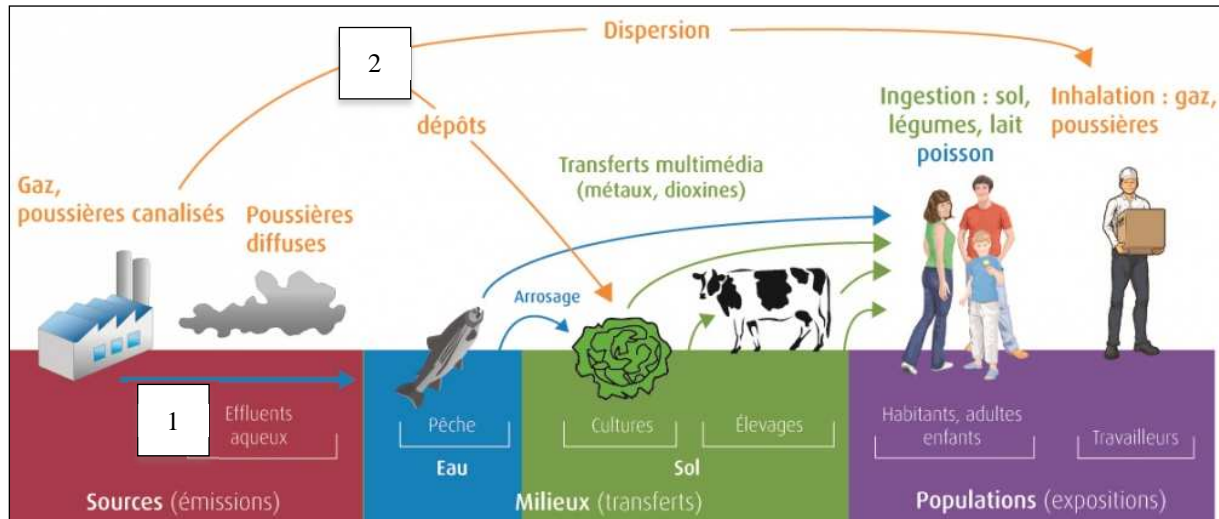 2
Dispersion
dépôts
Gaz,
poussières canalisés
Poussières
diffuses
Transferts multimédia
(métaux, dioxines)
Ingestion : sol,
légumes, lait
poisson
Inhalation : gaz,
poussières
Arrosage
1
Effluents
aqueux
Pêche
Eau
Cultures
Élevages
Sol
Habitants, adultes
enfants
Travailleurs
Sources (émissions)
Milieux (transferts)
Populations (expositions)